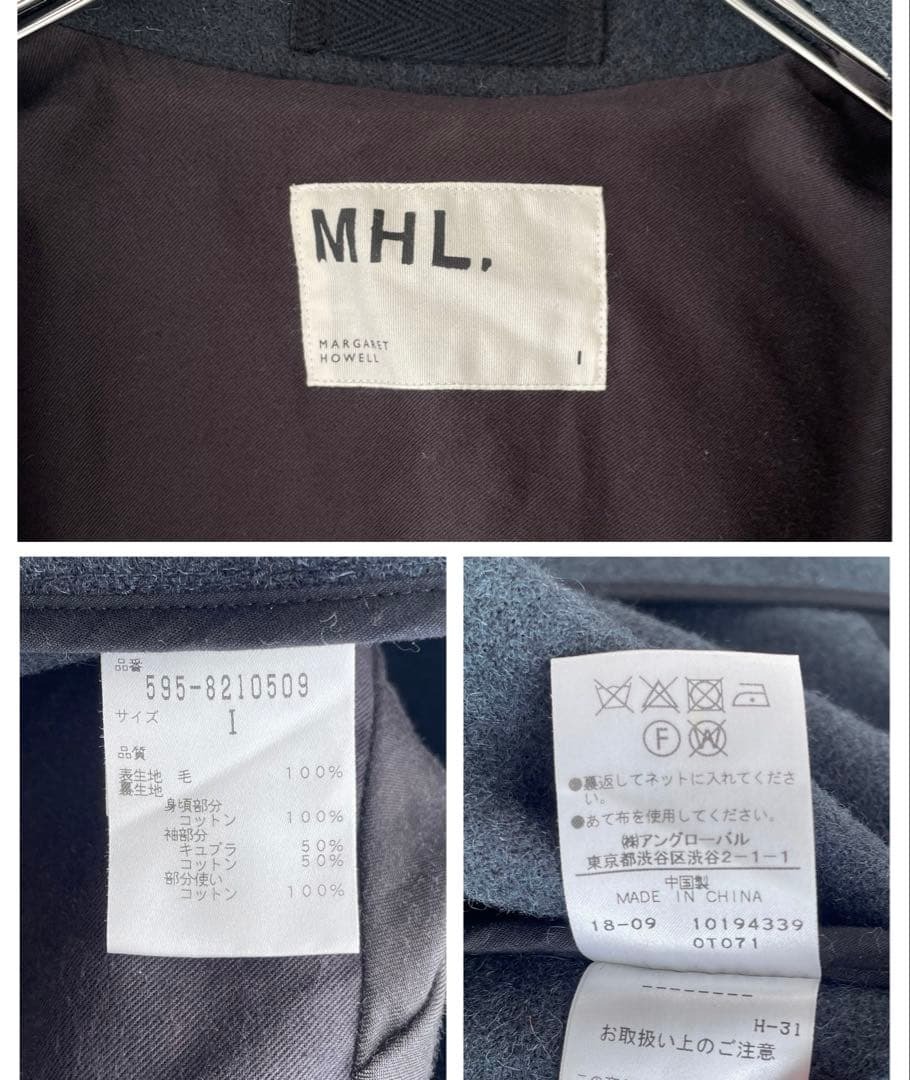 MHL.
MARGARET
HOWELL
I
品番
595-8210509
サイズ
I
品質
表生地 毛 100%
裏生地
身頃部分
コットン 100%
袖部分
キュプラ 50%
コットン 50%
部分使い
コットン 100%
F
W
●裏返してネットに入れてくださ
い。
●あて布を使用してください。
㈱アングローバル
東京都渋谷区渋谷2-1-1
中国製
MADE IN CHINA
18-09 10194339
0T071
--------
H-31
お取扱い上のご注意